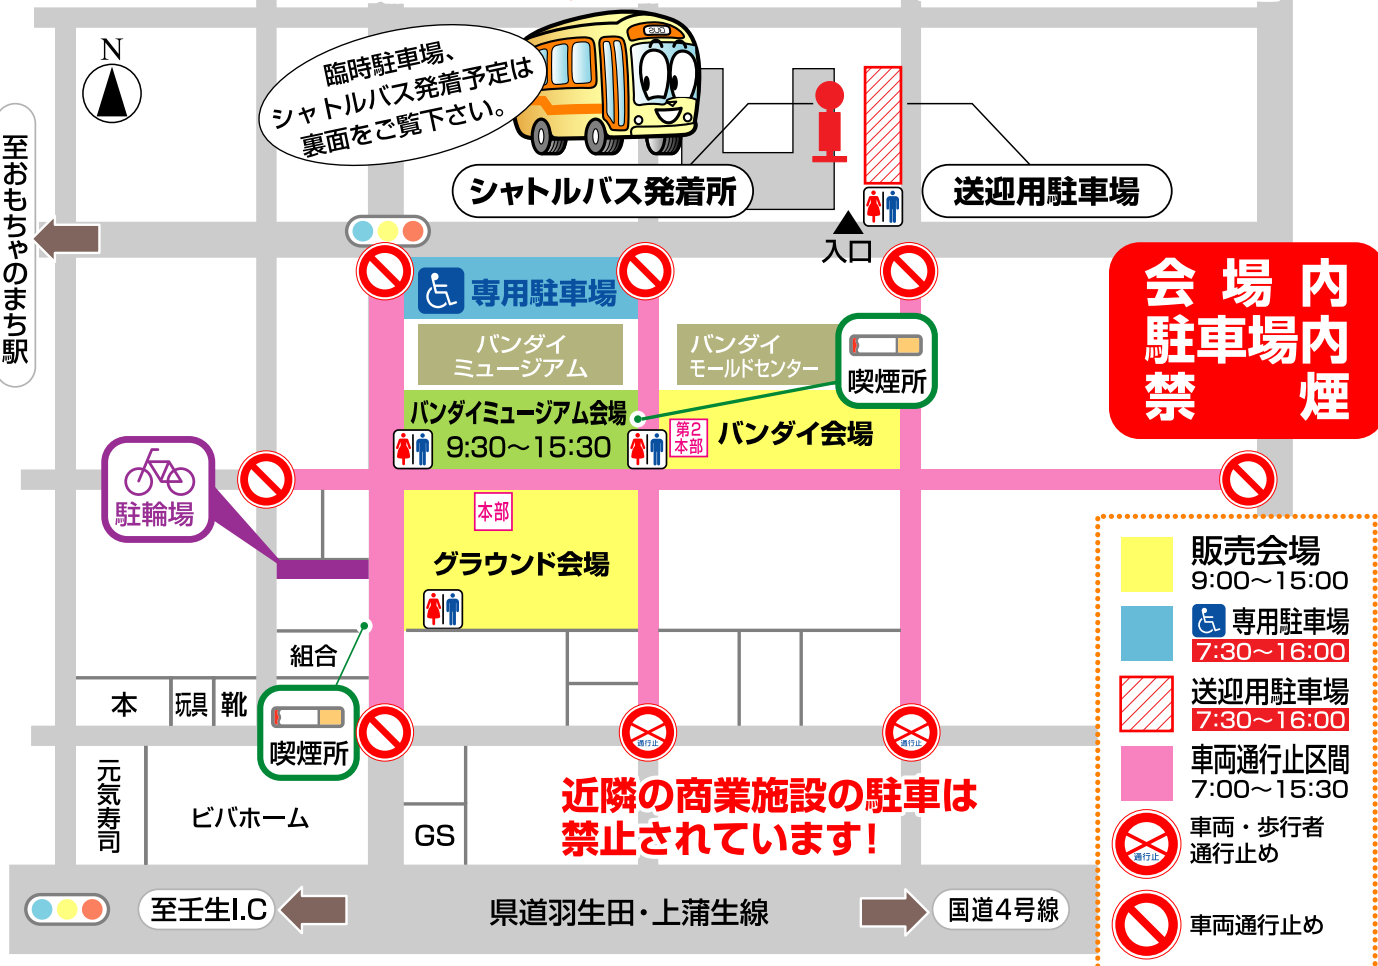 N
臨時駐車場、
シャトルバス発着予定は
裏面をご覧下さい。
シャトルバス発着所
送迎用駐車場
入口
至おもちゃのまち駅
専用駐車場
バンダイ
ミュージアム
バンダイ
モールドセンター
喫煙所
会場内
駐車場内
禁煙
バンダイミュージアム会場
9:30～15:30
第2
本部
バンダイ会場
駐輪場
本部
グラウンド会場
組合
本
玩具
靴
喫煙所
元気寿司
ビバホーム
GS
通行止
通行止
近隣の商業施設の駐車は
禁止されています!
至壬生I.C
県道羽生田・上蒲生線
国道4号線
販売会場
9:00～15:00
専用駐車場
7:30～16:00
送迎用駐車場
7:30～16:00
車両通行止区間
7:00～15:30
通行止
車両・歩行者
通行止め
車両通行止め